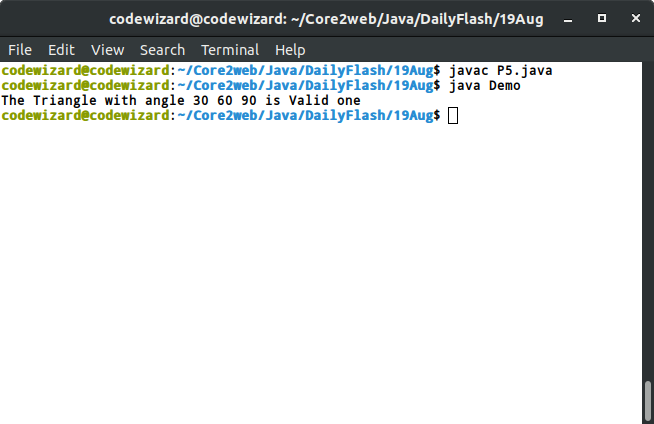 codewizard@codewizard: ~/Core2web/Java/DailyFlash/19Aug
File Edit View Search Terminal Help
codewizard@codewizard:~/Core2web/Java/DailyFlash/19Aug$ javac P5.java
codewizard@codewizard:~/Core2web/Java/DailyFlash/19Aug$ java Demo
The Triangle with angle 30 60 90 is Valid one
codewizard@codewizard:~/Core2web/Java/DailyFlash/19Aug$